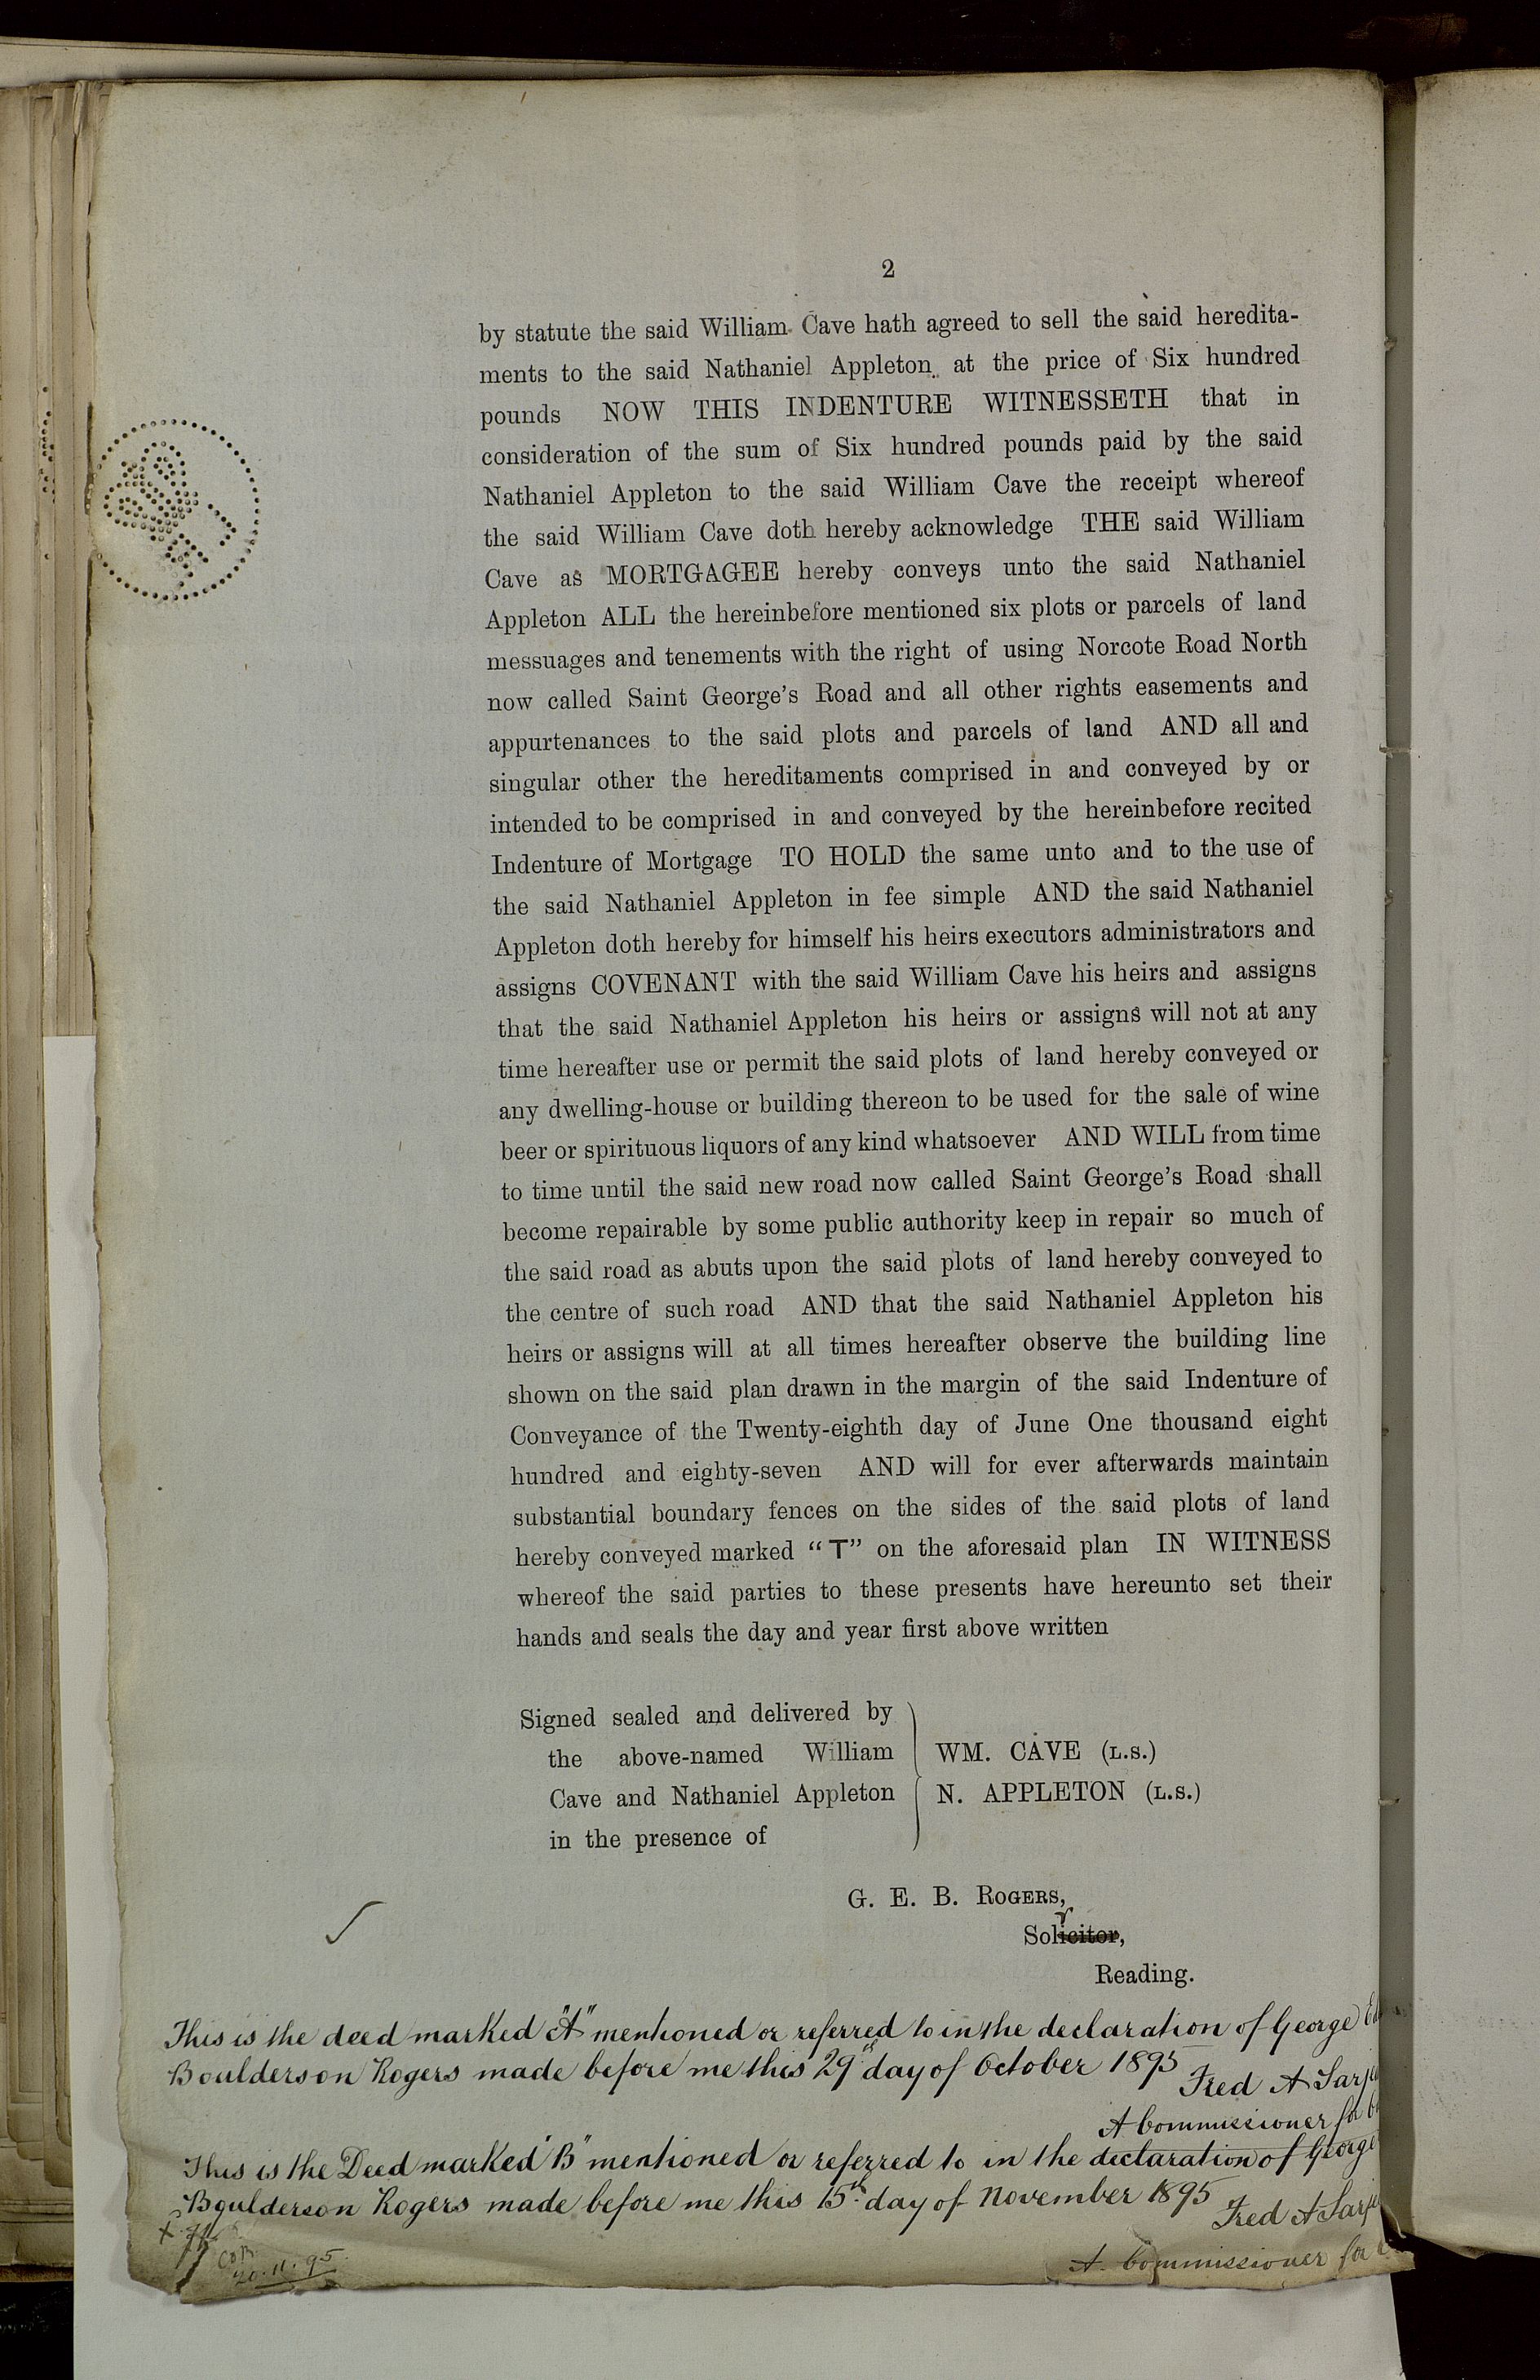 2
by statute the said William Cave hath agreed to sell the said heredita-
ments to the said Nathaniel Appleton at the price of Six hundred
pounds NOW THIS INDENTURE WITNESSETH that in
consideration of the sum of Six hundred pounds paid by the said
Nathaniel Appleton to the said William Cave the receipt whereof
the said William Cave doth hereby acknowledge THE said William
Cave as MORTGAGEE hereby conveys unto the said Nathaniel
Appleton ALL the hereinbefore mentioned six plots or parcels of land
messuages and tenements with the right of using Norcote Road North
now called Saint George's Road and all other rights easements and
appurtenances to the said plots and parcels of land AND all and
singular other the hereditaments comprised in and conveyed by or
intended to be comprised in and conveyed by the hereinbefore recited
Indenture of Mortgage TO HOLD the same unto and to the use of
the said Nathaniel Appleton in fee simple AND the said Nathaniel
Appleton doth hereby for himself his heirs executors administrators and
assigns COVENANT with the said William Cave his heirs and assigns
that the said Nathaniel Appleton his heirs or assigns will not at any
time hereafter use or permit the said plots of land hereby conveyed or
any dwelling-house or building thereon to be used for the sale of wine
beer or spirituous liquors of any kind whatsoever AND WILL from time
to time until the said new road now called Saint George's Road shall
become repairable by some public authority keep in repair so much of
the said road as abuts upon the said plots of land hereby conveyed to
the centre of such road AND that the said Nathaniel Appleton his
heirs or assigns will at all times hereafter observe the building line
shown on the said plan drawn in the margin of the said Indenture of
Conveyance of the Twenty-eighth day of June One thousand eight
hundred and eighty-seven AND will for ever afterwards maintain
substantial boundary fences on the sides of the said plots of land
hereby conveyed marked "T" on the aforesaid plan IN WITNESS
whereof the said parties to these presents have hereunto set their
hands and seals the day and year first above written
Signed sealed and delivered by
the above-named William
Cave and Nathaniel Appleton
in the presence of
WM. CAVE (L.S.)
N. APPLETON (L.S.)
G. E. B. ROGERS,
Solicitor,
Reading.
This is the deed marked "A" mentioned or referred to in the declaration of George
Boulderson Rogers made before me this 29th day of October 1895
Fred A
A Commissioner for
This is the Deed marked "B" mentioned or referred to in the declaration of George
Boulderson Rogers made before me this 15th day of November 1895
Fred A
A Commissioner for
20.11.95